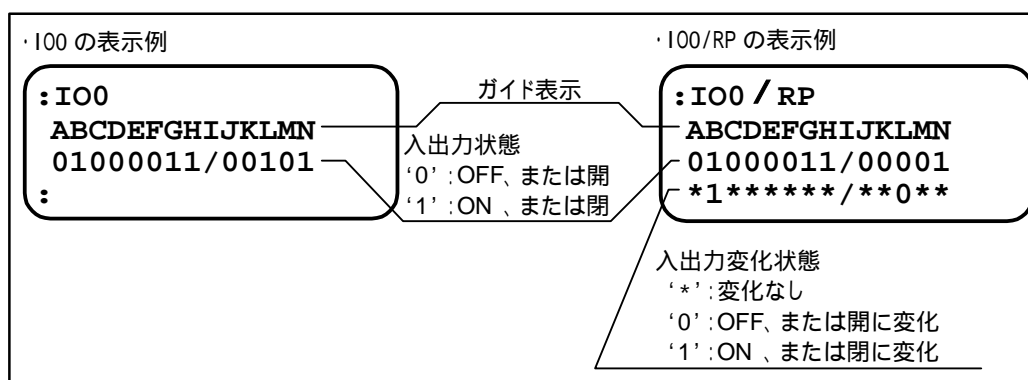 ・IO0 の表示例
:IO0
ABCDEFGHIJKLMN
01000011/00101
:
ガイド表示
入出力状態
‘0’:OFF、または開
‘1’:ON 、または閉
・IO0/RP の表示例
:IO0/RP
ABCDEFGHIJKLMN
01000011/00001
*1******/**0**
入出力変化状態
‘*’:変化なし
‘0’:OFF、または開に変化
‘1’:ON 、または閉に変化